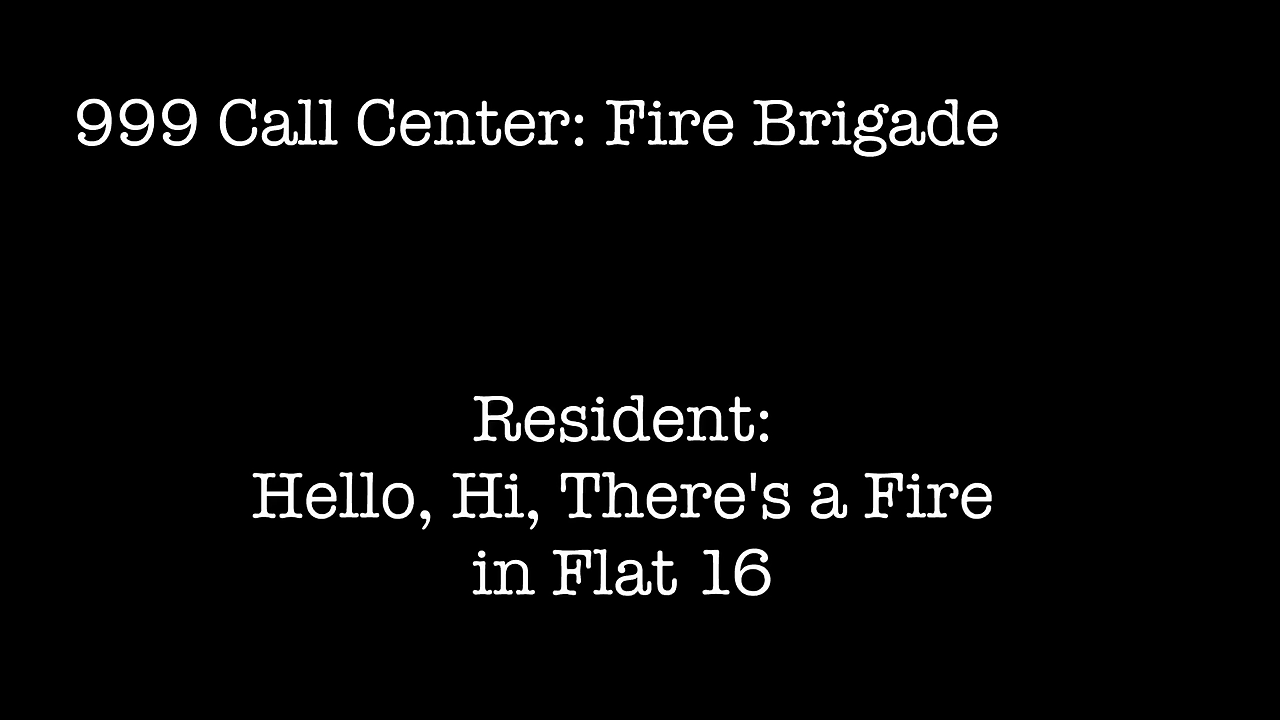 999 Call Center: Fire Brigade
Resident:
Hello, Hi, There's a Fire
in Flat 16